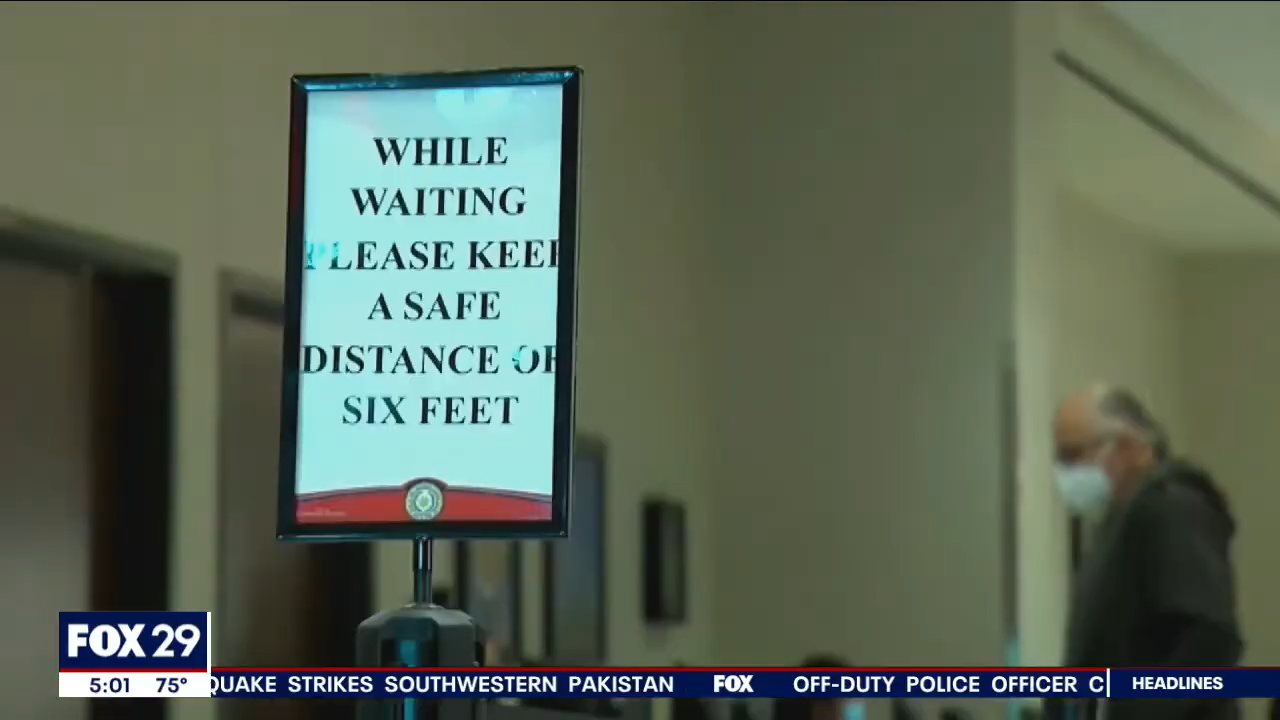 WHILE
WAITING
PLEASE KEEP
A SAFE
DISTANCE OF
SIX FEET
FOX 29
5:01 75° QUAKE STRIKES SOUTHWESTERN PAKISTAN FOX OFF-DUTY POLICE OFFICER C HEADLINES